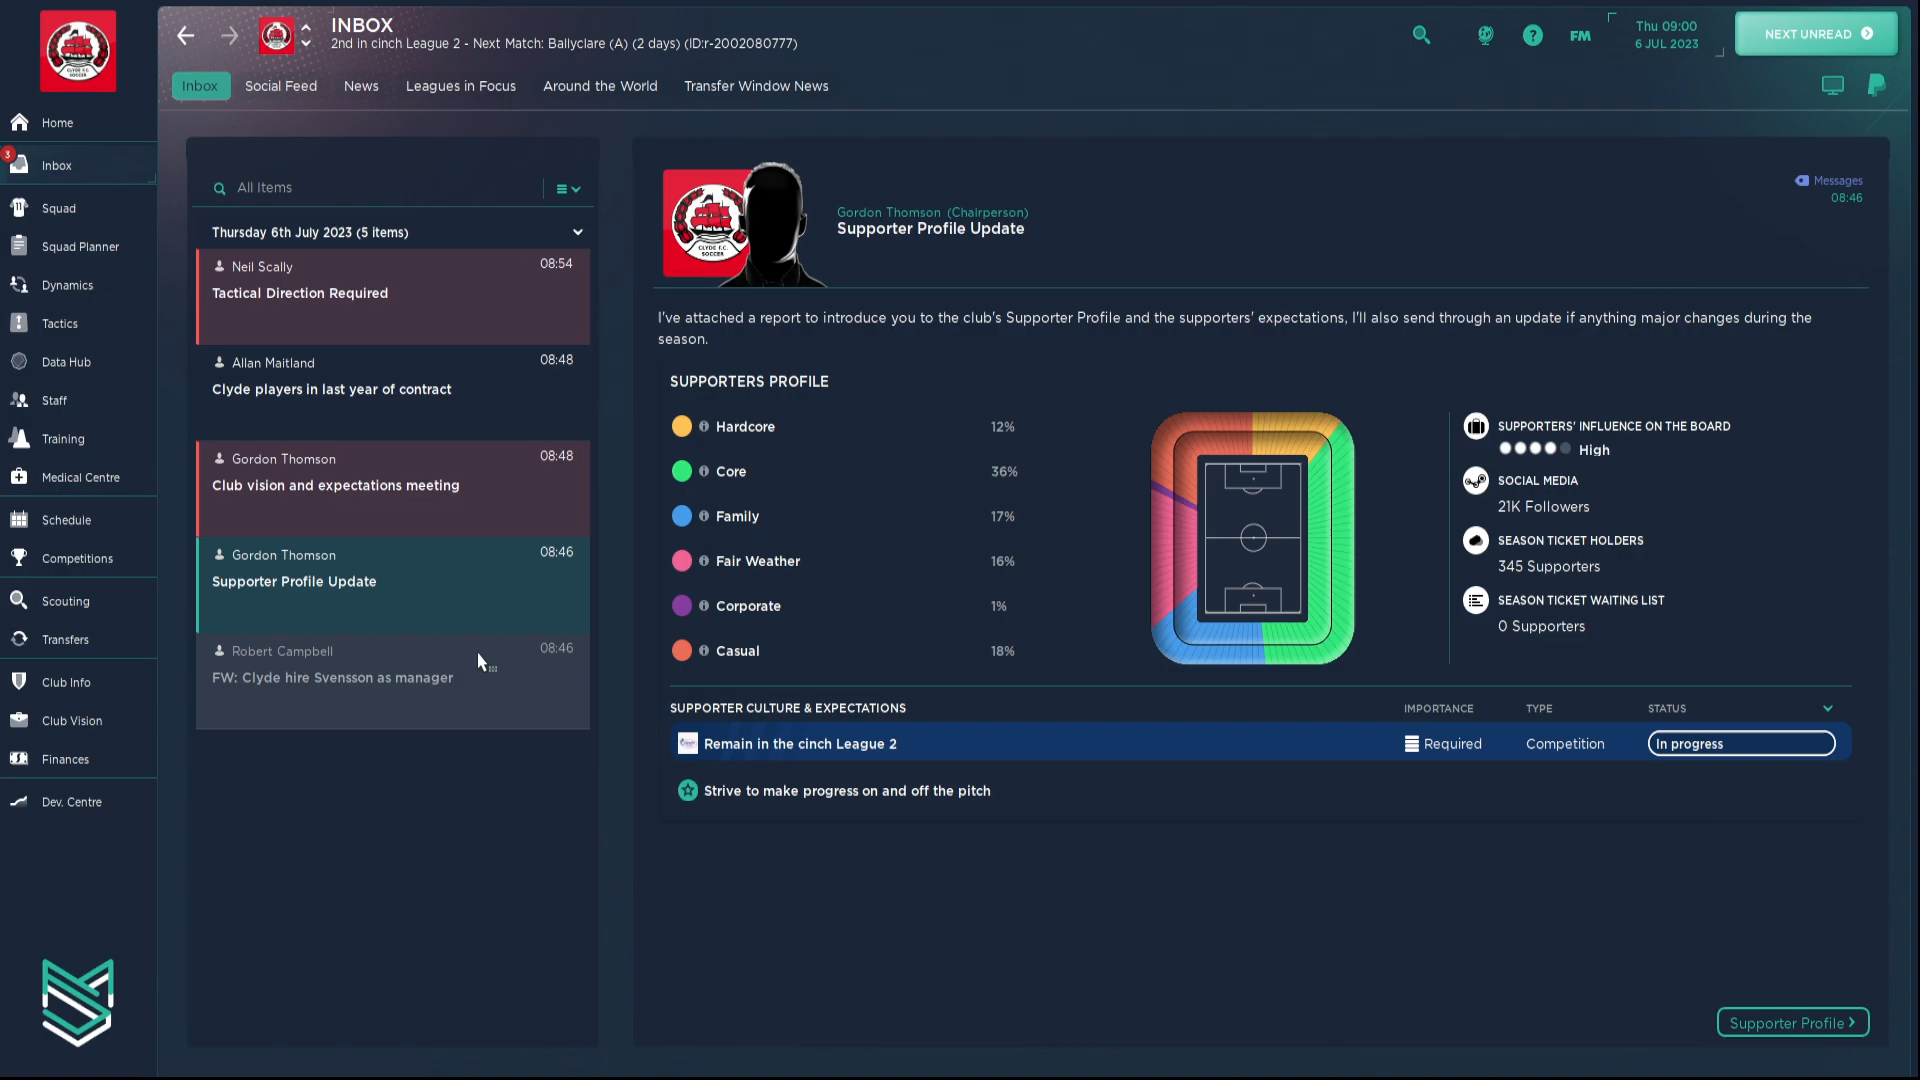 INBOX
2nd in cinch League 2 - Next Match: Ballyclare (A) (2 days) (ID:r-2002080777)
FM
Thu 09:00
6 JUL 2023
NEXT UNREAD
Inbox
Social Feed
News
Leagues in Focus
Around the World
Transfer Window News
Home
3
Inbox
Squad
Squad Planner
Dynamics
Tactics
Data Hub
Staff
Training
Medical Centre
Schedule
Competitions
Scouting
Transfers
Club Info
Club Vision
Finances
Dev. Centre
All Items
Thursday 6th July 2023 (5 items)
Neil Scally
08:54
Tactical Direction Required
Allan Maitland
08:48
Clyde players in last year of contract
Gordon Thomson
08:48
Club vision and expectations meeting
Gordon Thomson
08:46
Supporter Profile Update
Robert Campbell
08:46
FW: Clyde hire Svensson as manager
CLYDE F.C.
SOCCER
Gordon Thomson (Chairperson)
Supporter Profile Update
Messages
08:46
I've attached a report to introduce you to the club's Supporter Profile and the supporters' expectations, I'll also send through an update if anything major changes during the
season.
SUPPORTERS PROFILE
Hardcore 12%
Core 36%
Family 17%
Fair Weather 16%
Corporate 1%
Casual 18%
SUPPORTERS' INFLUENCE ON THE BOARD
High
SOCIAL MEDIA
21K Followers
SEASON TICKET HOLDERS
345 Supporters
SEASON TICKET WAITING LIST
0 Supporters
SUPPORTER CULTURE & EXPECTATIONS IMPORTANCE TYPE STATUS
Remain in the cinch League 2 Required Competition In progress
Strive to make progress on and off the pitch
Supporter Profile